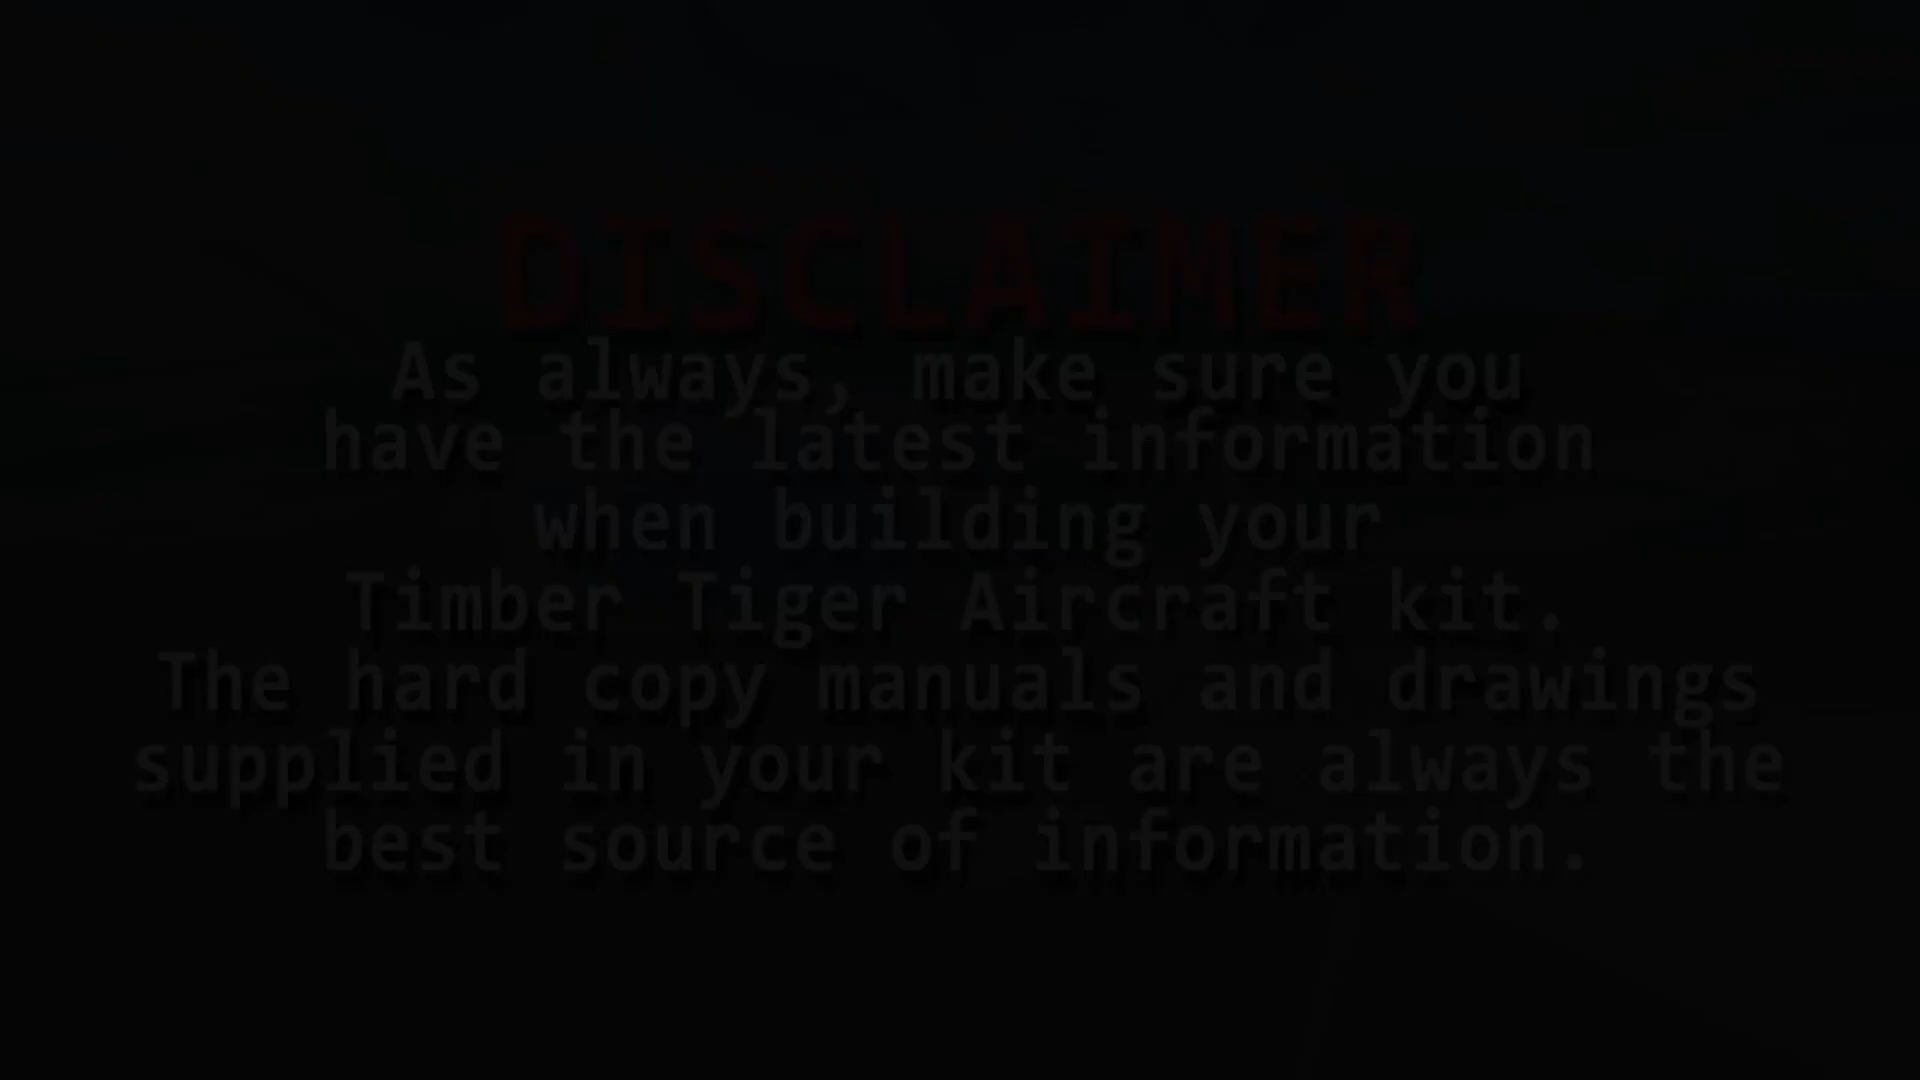 DISCLAIMER
As always, make sure you
have the latest information
when building your
Timber Tiger Aircraft kit.
The hard copy manuals and drawings
supplied in your kit are always the
best source of information.